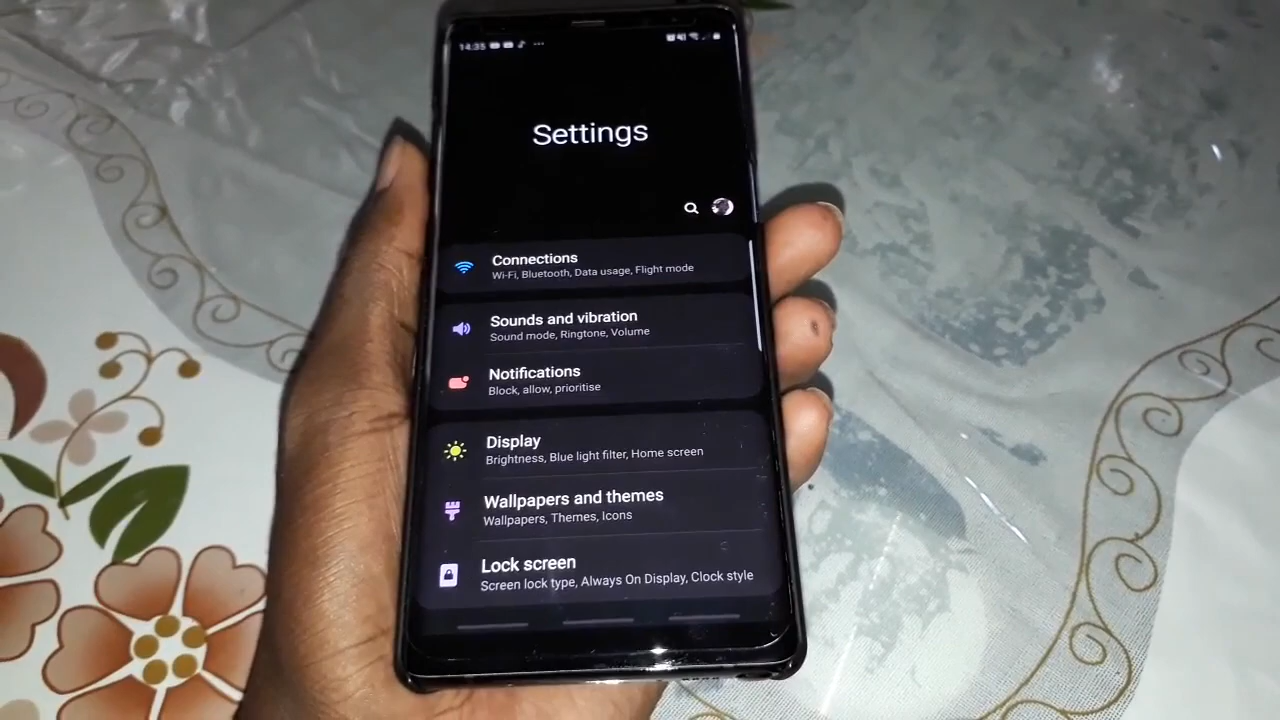 14:35
Settings
Connections
Wi-Fi, Bluetooth, Data usage, Flight mode
Sounds and vibration
Sound mode, Ringtone, Volume
Notifications
Block, allow, prioritise
Display
Brightness, Blue light filter, Home screen
Wallpapers and themes
Wallpapers, Themes, Icons
Lock screen
Screen lock type, Always On Display, Clock style